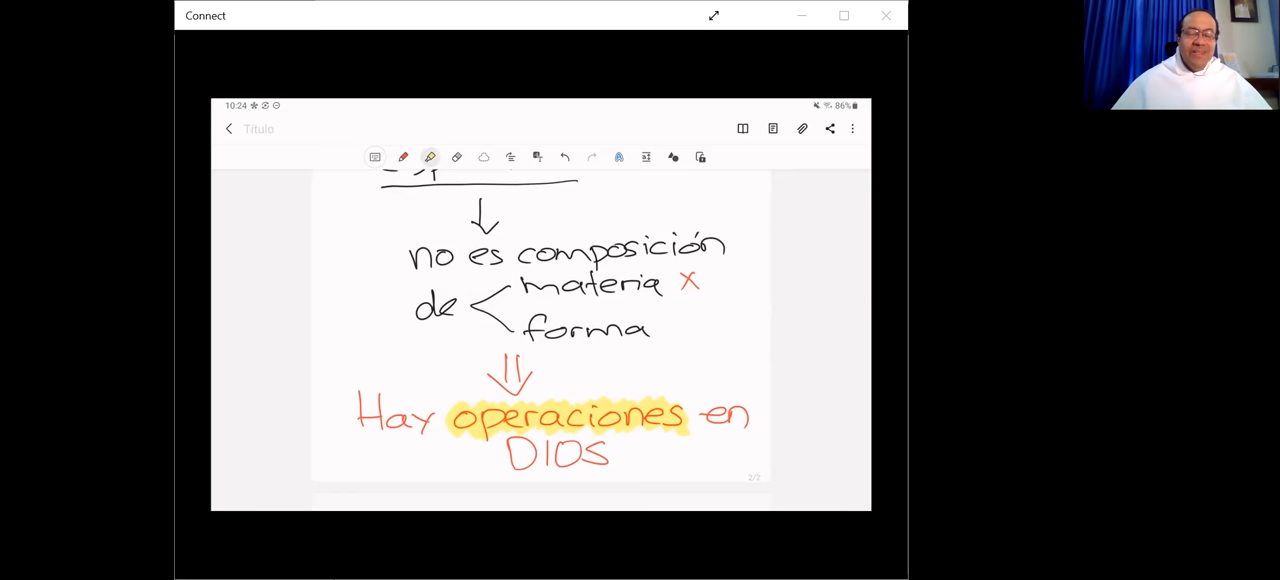 Connect
10:24
86%
Título
no es composición
de materia x
forma
Hay operaciones en
DIOS
2/2